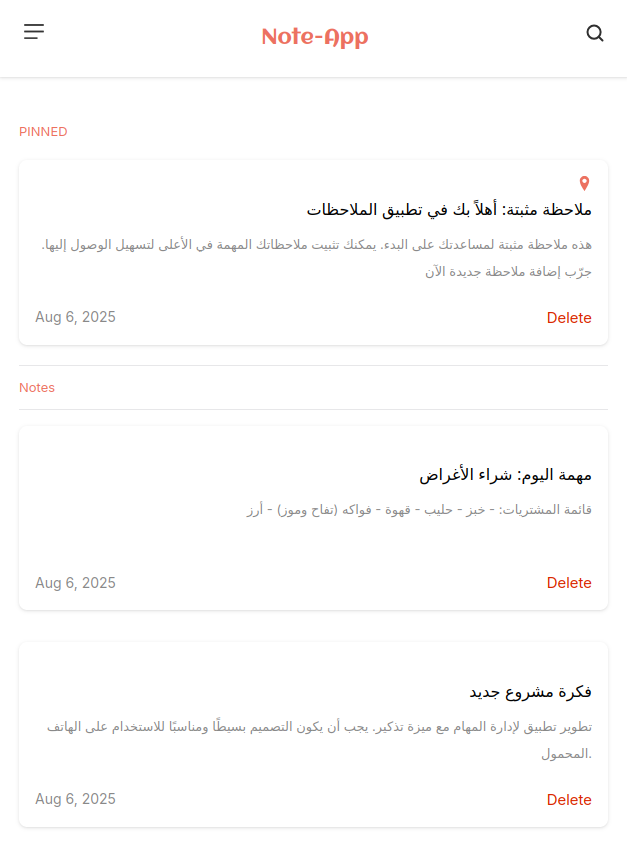 Note-App
PINNED
ملاحظة مثبتة: أهلاً بك في تطبيق الملاحظات
هذه ملاحظة مثبتة لمساعدتك على البدء. يمكنك تثبيت ملاحظاتك المهمة في الأعلى لتسهيل الوصول إليها.
جرّب إضافة ملاحظة جديدة الآن
Aug 6, 2025 Delete
Notes
مهمة اليوم: شراء الأغراض
قائمة المشتريات: - خبز - حليب - قهوة - فواكه (تفاح وموز) - أرز
Aug 6, 2025 Delete
فكرة مشروع جديد
تطوير تطبيق لإدارة المهام مع ميزة تذكير. يجب أن يكون التصميم بسيطًا ومناسبًا للاستخدام على الهاتف
.المحمول
Aug 6, 2025 Delete